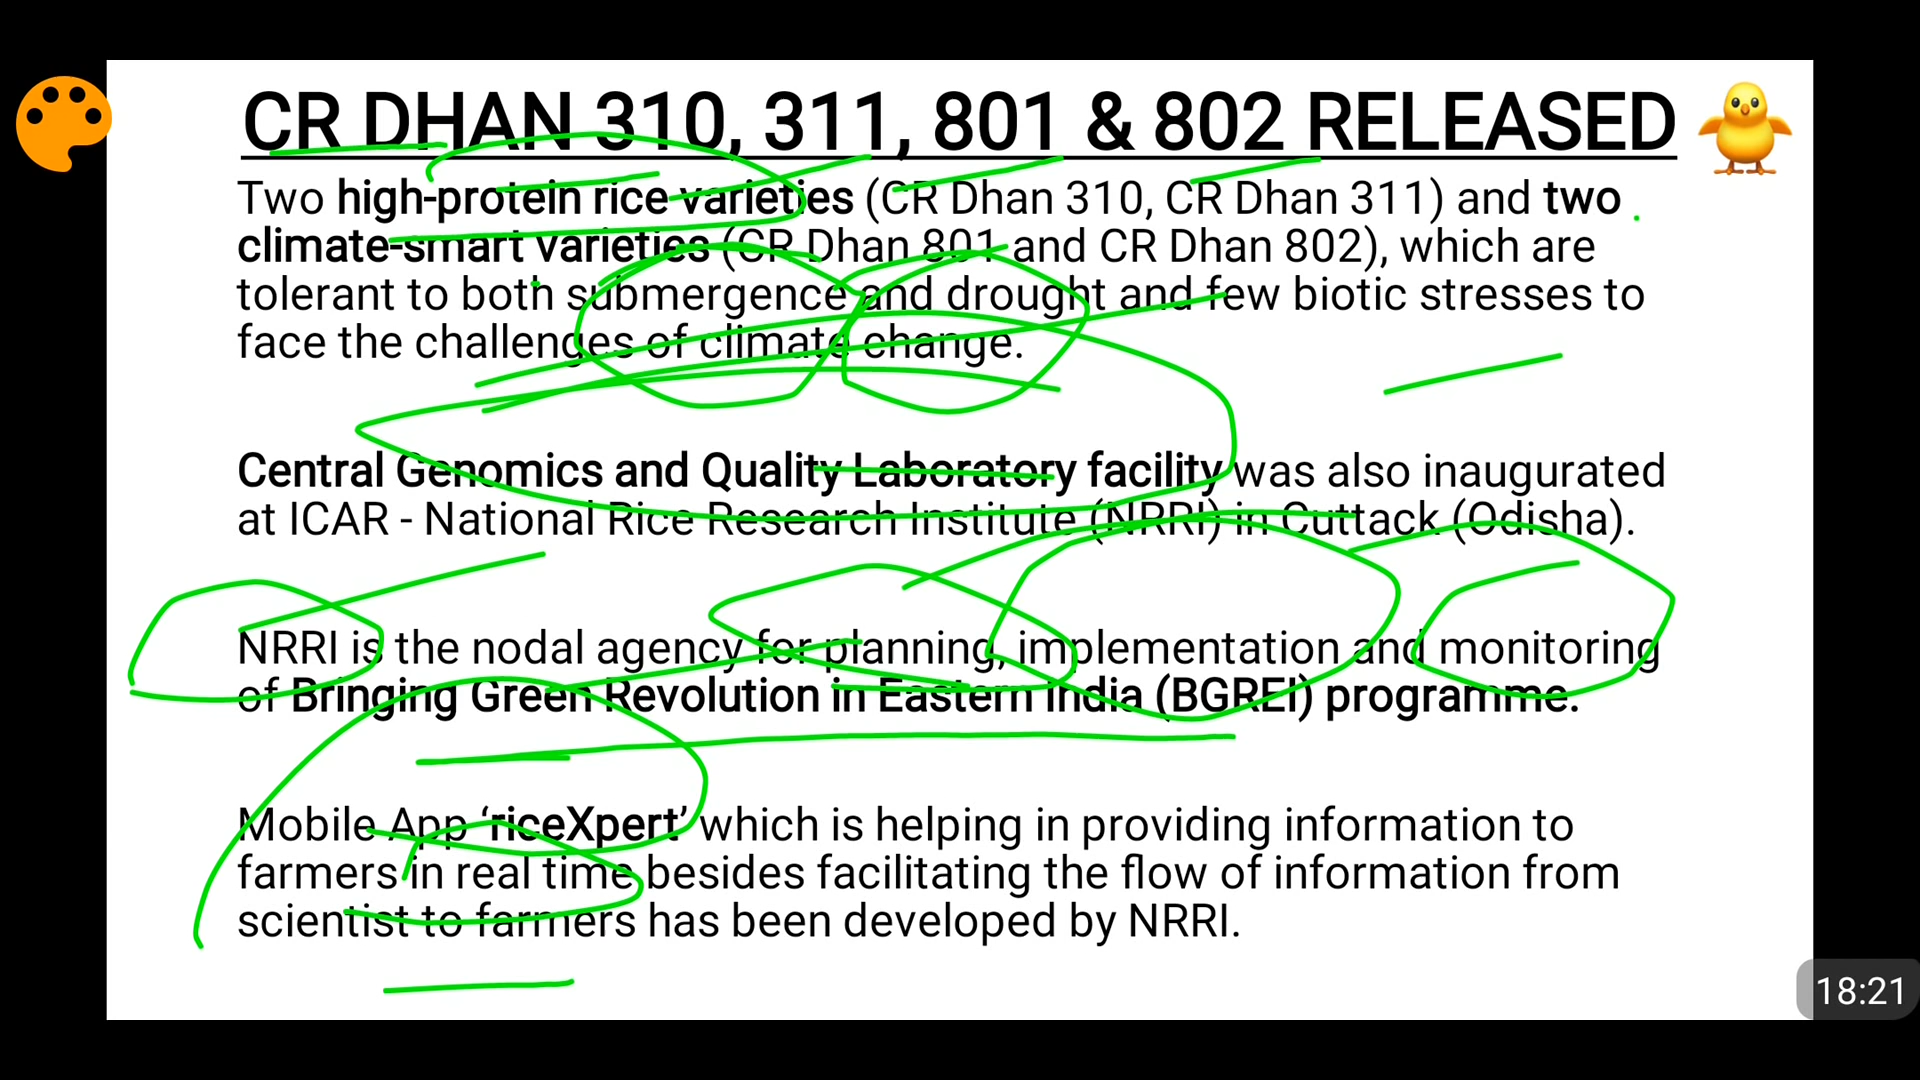 CR DHAN 310, 311, 801 & 802 RELEASED
Two high-protein rice varieties (CR Dhan 310, CR Dhan 311) and two
climate-smart varieties (CR Dhan 801 and CR Dhan 802), which are
tolerant to both submergence and drought and few biotic stresses to
face the challenges of climate change.
Central Genomics and Quality Laboratory facility was also inaugurated
at ICAR - National Rice Research Institute (NRRI) in Cuttack (Odisha).
NRRI is the nodal agency for planning, implementation and monitoring
of Bringing Green Revolution in Eastern India (BGREI) programme.
Mobile App ‘riceXpert’ which is helping in providing information to
farmers in real time besides facilitating the flow of information from
scientist to farmers has been developed by NRRI.
18:21